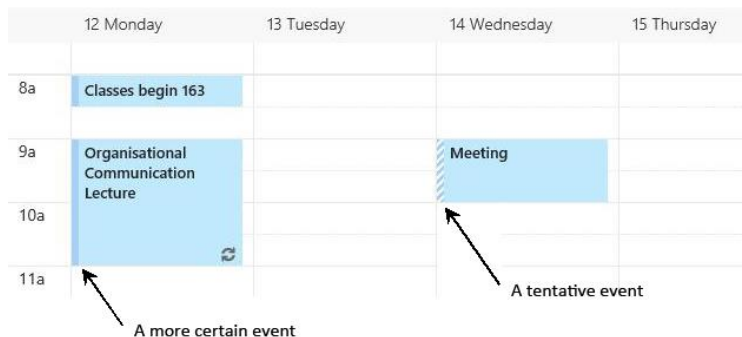 12 Monday
13 Tuesday
14 Wednesday
15 Thursday
8a
Classes begin 163
9a
Organisational
Communication
Lecture
Meeting
10a
11a
A tentative event
A more certain event